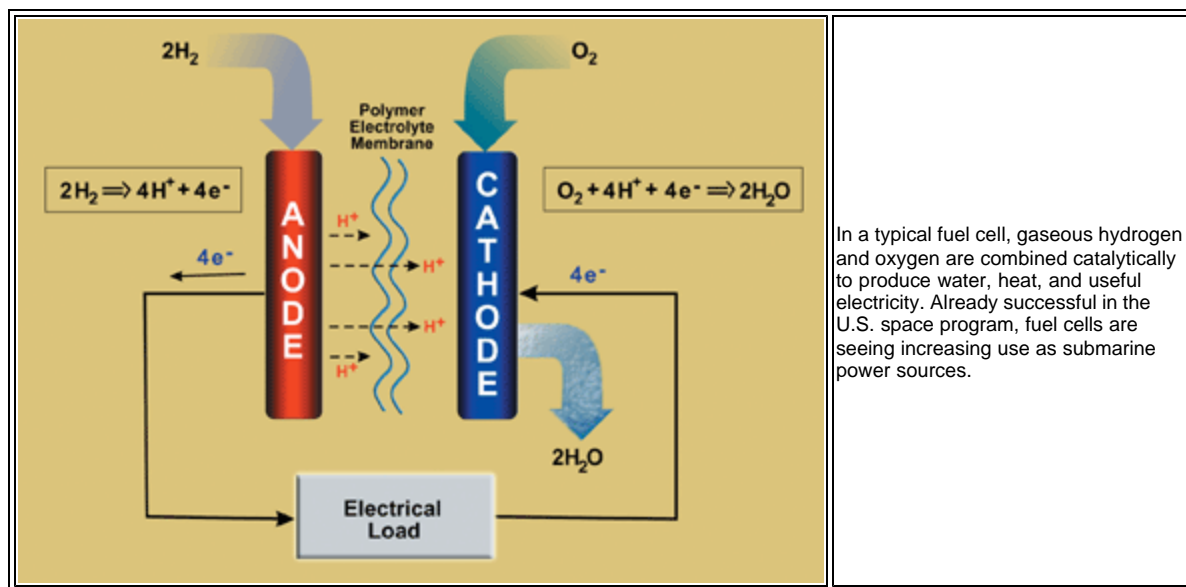 2H₂
O₂
Polymer
Electrolyte
Membrane
2H₂ ⇒ 4H⁺ + 4e⁻
O₂ + 4H⁺ + 4e⁻ ⇒ 2H₂O
ANODE
CATHODE
H⁺
H⁺
H⁺
H⁺
4e⁻
4e⁻
2H₂O
Electrical
Load
In a typical fuel cell, gaseous hydrogen
and oxygen are combined catalytically
to produce water, heat, and useful
electricity. Already successful in the
U.S. space program, fuel cells are
seeing increasing use as submarine
power sources.